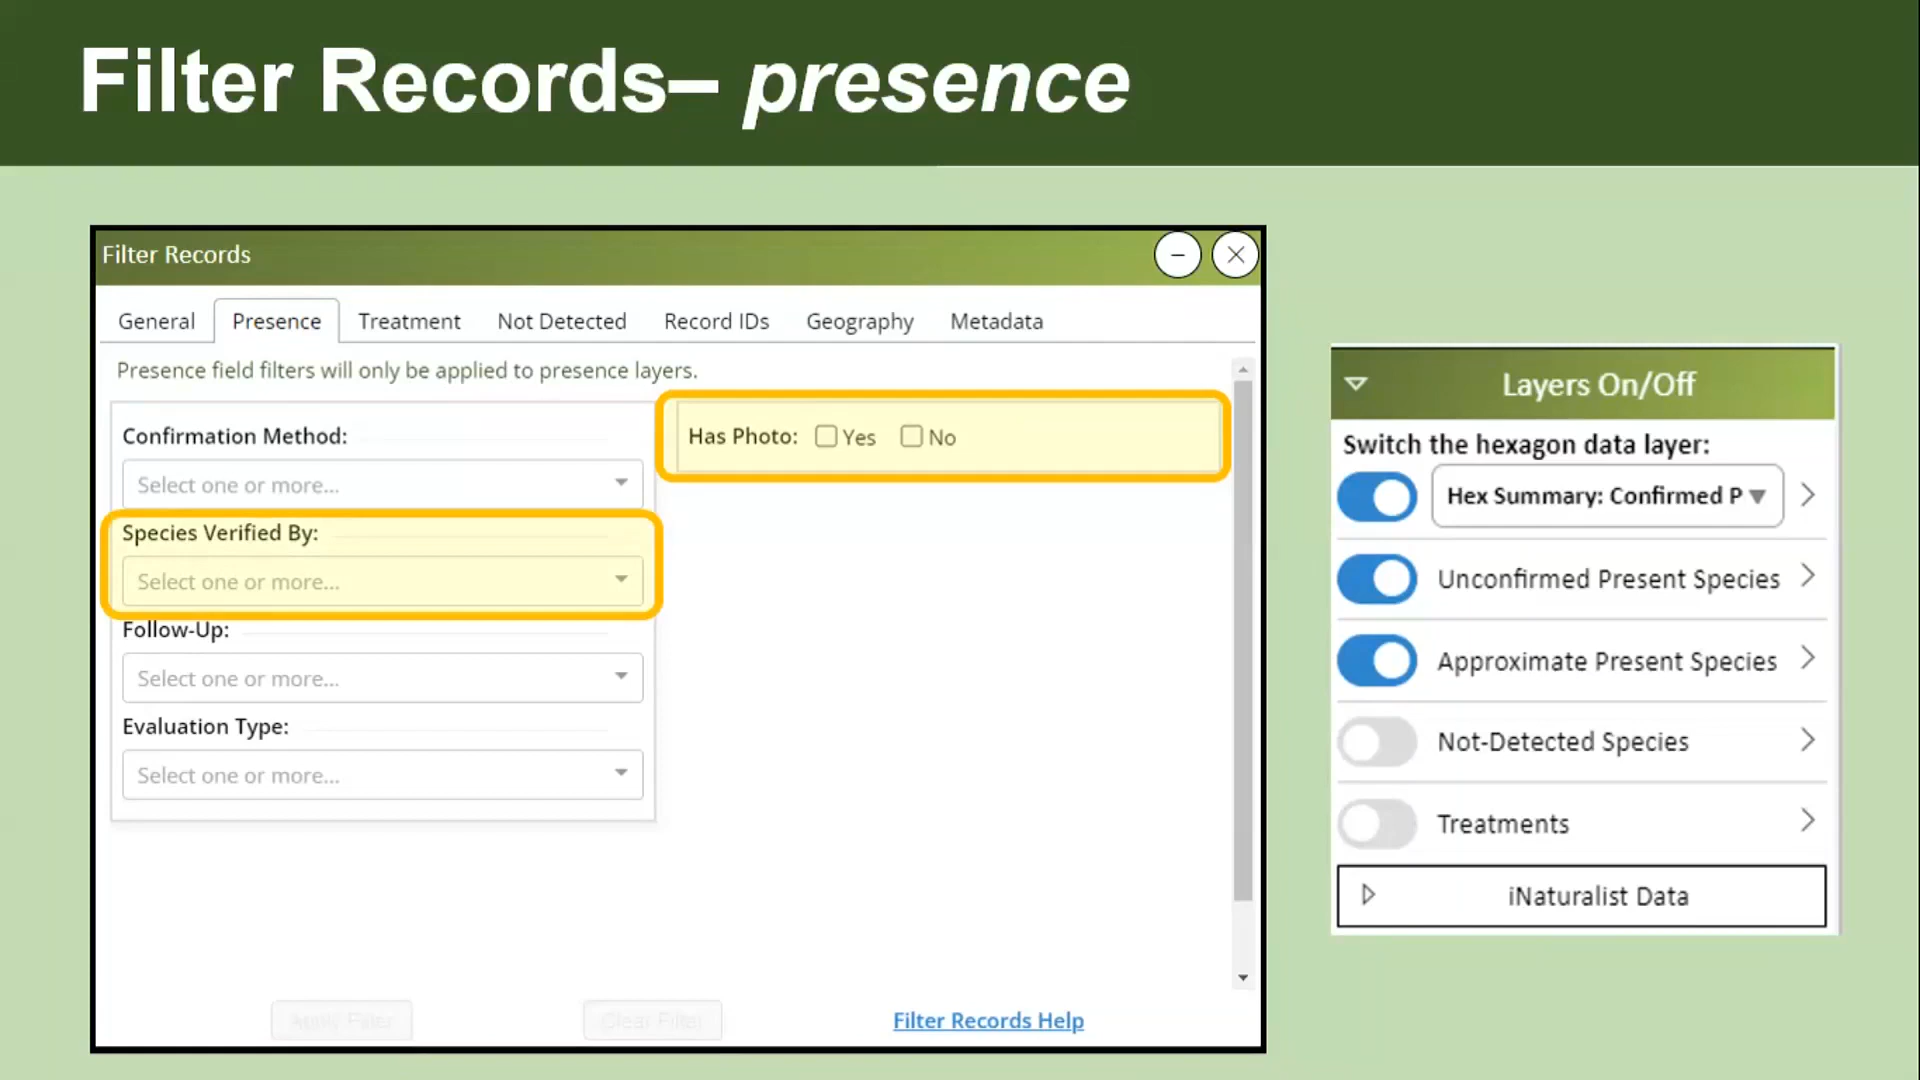 Filter Records– presence
Filter Records
General Presence Treatment Not Detected Record IDs Geography Metadata
Presence field filters will only be applied to presence layers.
Confirmation Method:
Select one or more...
Species Verified By:
Select one or more...
Follow-Up:
Select one or more...
Evaluation Type:
Select one or more...
Has Photo: Yes No
Apply Filter Clear Filter Filter Records Help
Layers On/Off
Switch the hexagon data layer:
Hex Summary: Confirmed P
Unconfirmed Present Species
Approximate Present Species
Not-Detected Species
Treatments
iNaturalist Data